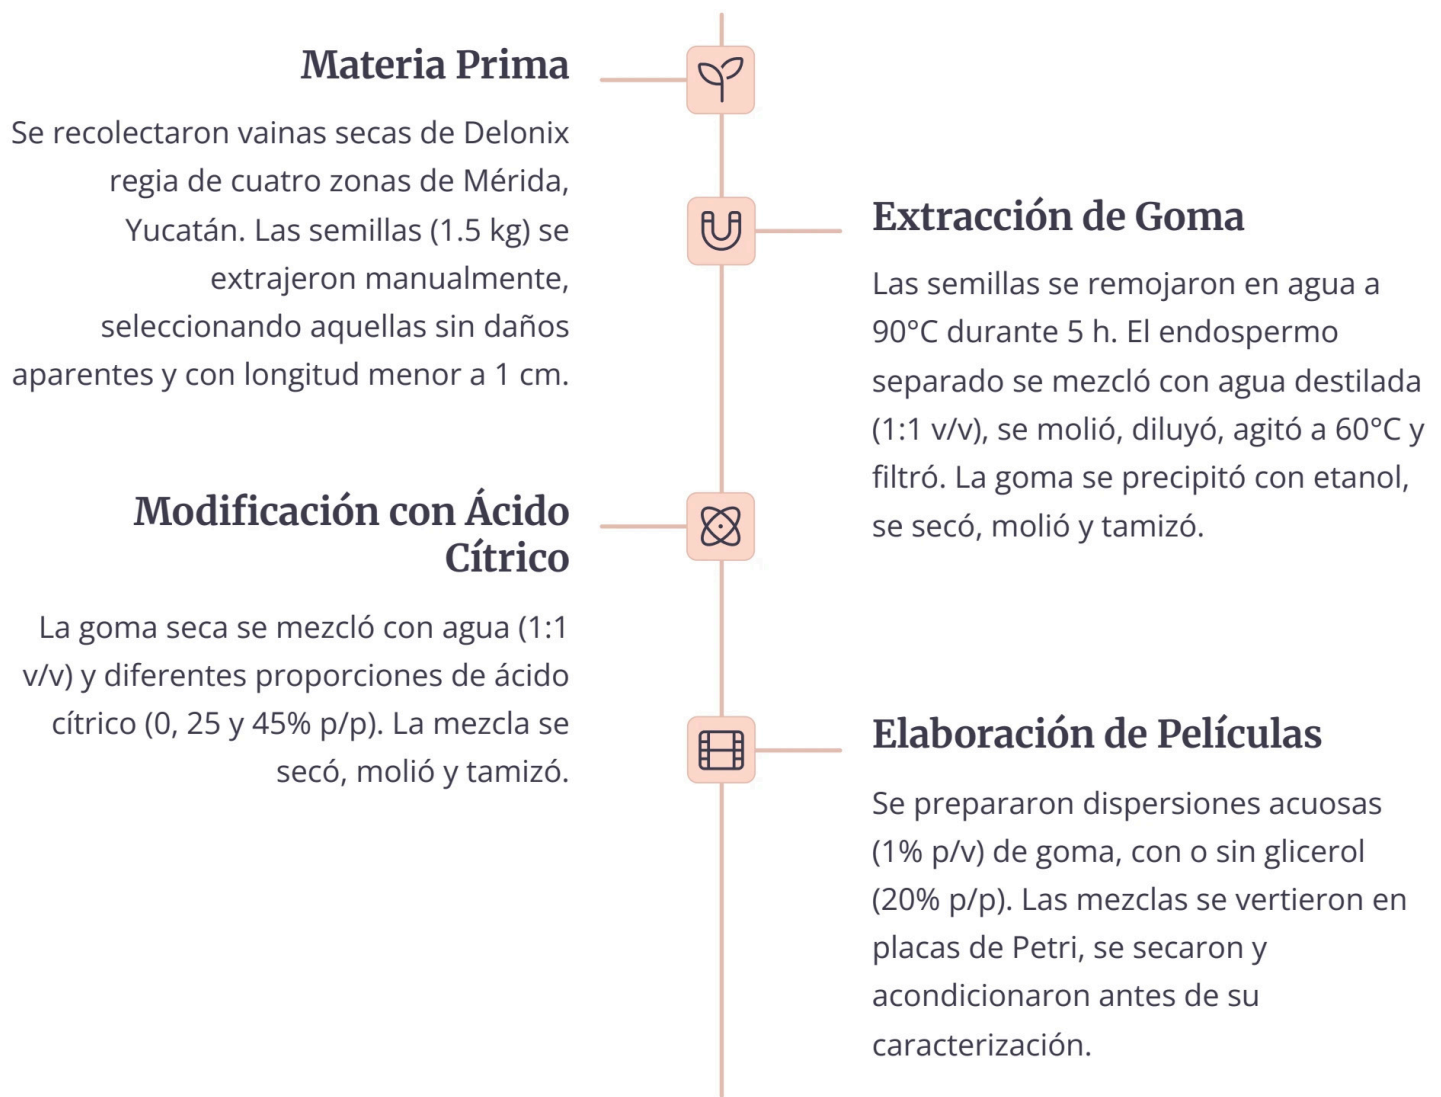 Materia Prima
Se recolectaron vainas secas de Delonix
regia de cuatro zonas de Mérida,
Yucatán. Las semillas (1.5 kg) se
extrajeron manualmente,
seleccionando aquellas sin daños
aparentes y con longitud menor a 1 cm.
Extracción de Goma
Las semillas se remojaron en agua a
90°C durante 5 h. El endospermo
separado se mezcló con agua destilada
(1:1 v/v), se molió, diluyó, agitó a 60°C y
filtró. La goma se precipitó con etanol,
se secó, molió y tamizó.
Modificación con Ácido
Cítrico
La goma seca se mezcló con agua (1:1
v/v) y diferentes proporciones de ácido
cítrico (0, 25 y 45% p/p). La mezcla se
secó, molió y tamizó.
Elaboración de Películas
Se prepararon dispersiones acuosas
(1% p/v) de goma, con o sin glicerol
(20% p/p). Las mezclas se vertieron en
placas de Petri, se secaron y
acondicionaron antes de su
caracterización.